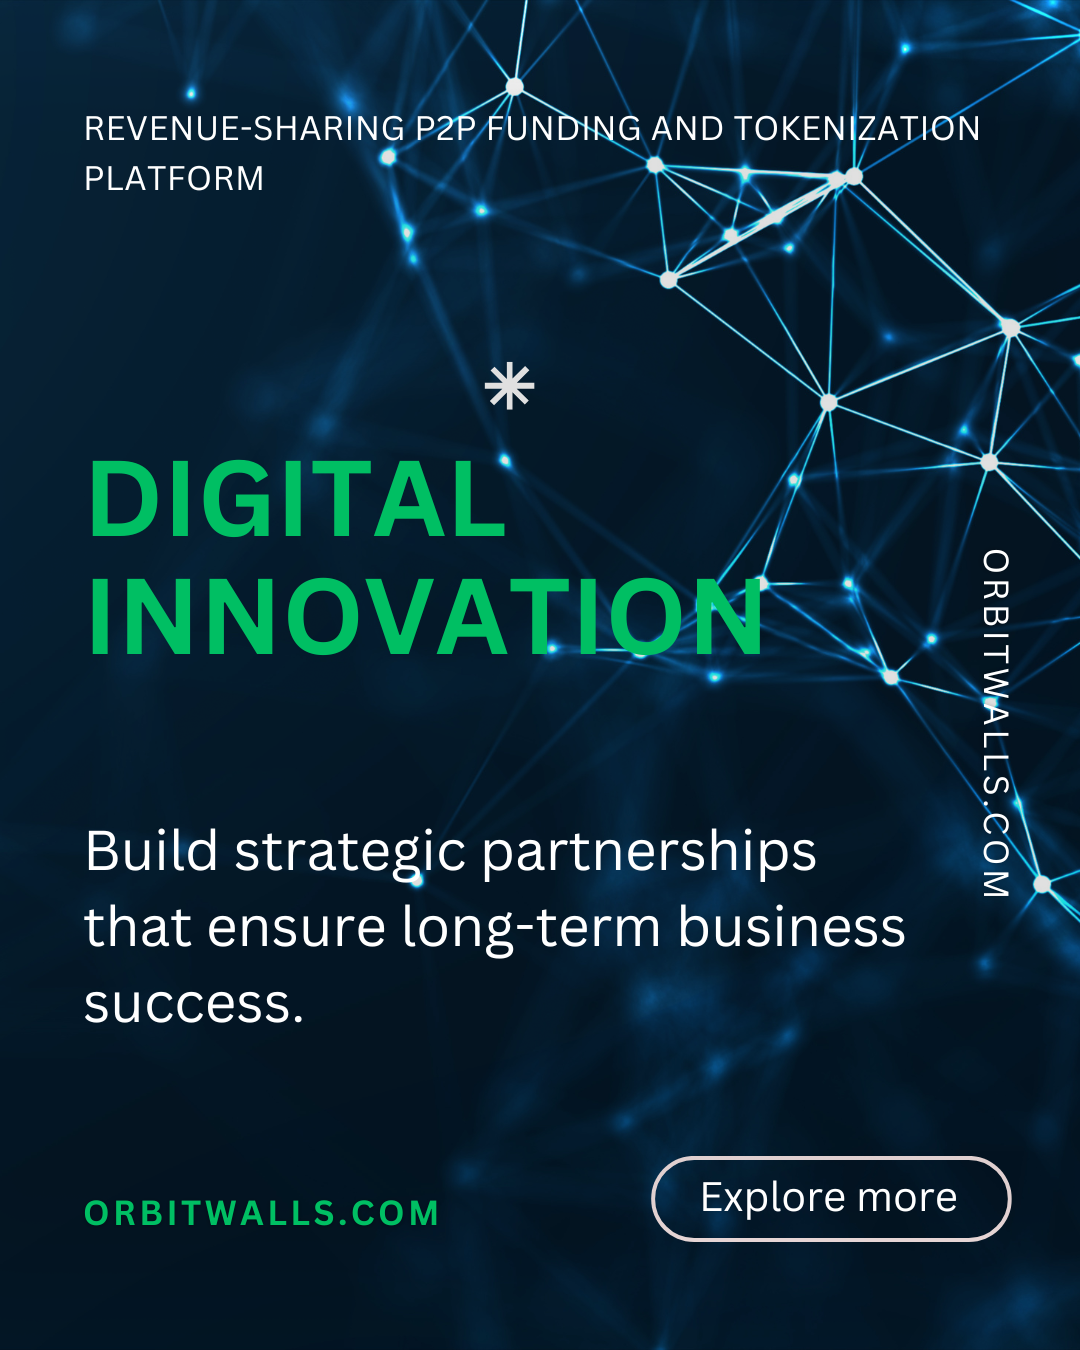 REVENUE-SHARING P2P FUNDING AND TOKENIZATION
PLATFORM
DIGITAL
INNOVATION
ORBITWALLS.COM
Build strategic partnerships
that ensure long-term business
success.
ORBITWALLS.COM
Explore more